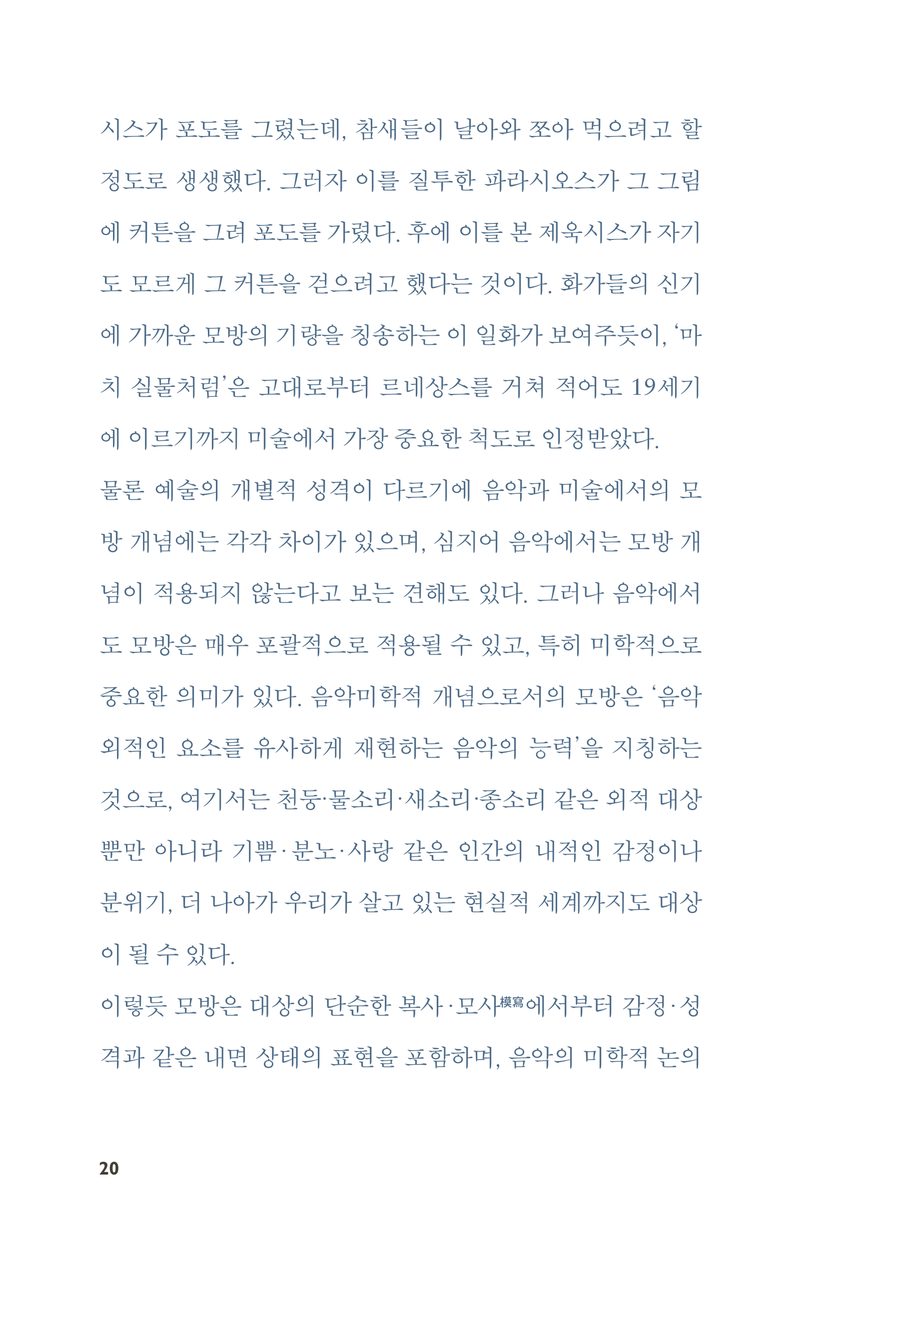 시스가 포도를 그렸는데, 참새들이 날아와 쪼아 먹으려고 할
정도로 생생했다. 그러자 이를 질투한 파라시오스가 그 그림
에 커튼을 그려 포도를 가렸다. 후에 이를 본 제욱시스가 자기
도 모르게 그 커튼을 걷으려고 했다는 것이다. 화가들의 신기
에 가까운 모방의 기량을 칭송하는 이 일화가 보여주듯이, ‘마
치 실물처럼’은 고대로부터 르네상스를 거쳐 적어도 19세기
에 이르기까지 미술에서 가장 중요한 척도로 인정받았다.
물론 예술의 개별적 성격이 다르기에 음악과 미술에서의 모
방 개념에는 각각 차이가 있으며, 심지어 음악에서는 모방 개
념이 적용되지 않는다고 보는 견해도 있다. 그러나 음악에서
도 모방은 매우 포괄적으로 적용될 수 있고, 특히 미학적으로
중요한 의미가 있다. 음악미학적 개념으로서의 모방은 ‘음악
외적인 요소를 유사하게 재현하는 음악의 능력’을 지칭하는
것으로, 여기서는 천둥·물소리·새소리·종소리 같은 외적 대상
뿐만 아니라 기쁨·분노·사랑 같은 인간의 내적인 감정이나
분위기, 더 나아가 우리가 살고 있는 현실적 세계까지도 대상
이 될 수 있다.
이렇듯 모방은 대상의 단순한 복사·모사模寫에서부터 감정·성
격과 같은 내면 상태의 표현을 포함하며, 음악의 미학적 논의
20